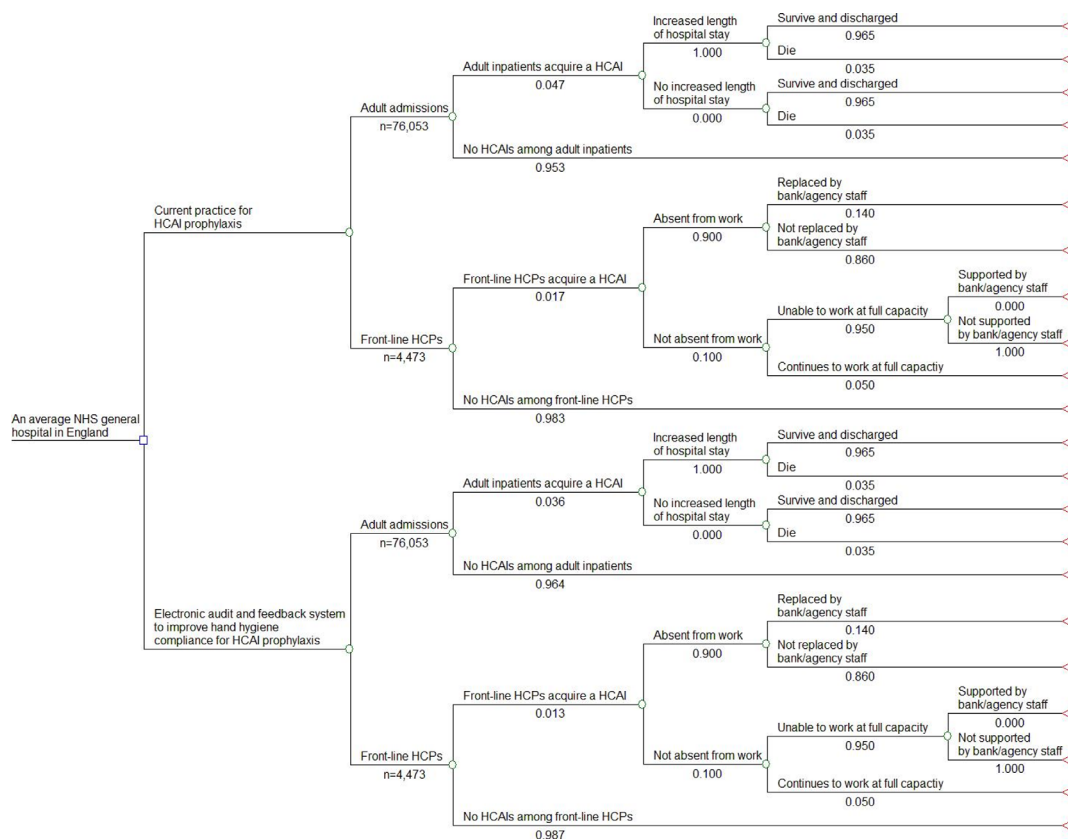 An average NHS general
hospital in England
Current practice for
HCAI prophylaxis
Adult admissions
n=76,053
Adult inpatients acquire a HCAI
0.047
Increased length
of hospital stay
1.000
Survive and discharged
0.965
Die
0.035
No increased length
of hospital stay
0.000
Survive and discharged
0.965
Die
0.035
No HCAIs among adult inpatients
0.953
Front-line HCPs
n=4,473
Front-line HCPs acquire a HCAI
0.017
Absent from work
0.900
Replaced by
bank/agency staff
0.140
Not replaced by
bank/agency staff
0.860
Not absent from work
0.100
Unable to work at full capacity
0.950
Supported by
bank/agency staff
0.000
Not supported
by bank/agency staff
1.000
Continues to work at full capactiy
0.050
No HCAIs among front-line HCPs
0.983
Electronic audit and feedback system
to improve hand hygiene
compliance for HCAI prophylaxis
Adult admissions
n=76,053
Adult inpatients acquire a HCAI
0.036
Increased length
of hospital stay
1.000
Survive and discharged
0.965
Die
0.035
No increased length
of hospital stay
0.000
Survive and discharged
0.965
Die
0.035
No HCAIs among adult inpatients
0.964
Front-line HCPs
n=4,473
Front-line HCPs acquire a HCAI
0.013
Absent from work
0.900
Replaced by
bank/agency staff
0.140
Not replaced by
bank/agency staff
0.860
Not absent from work
0.100
Unable to work at full capacity
0.950
Supported by
bank/agency staff
0.000
Not supported
by bank/agency staff
1.000
Continues to work at full capactiy
0.050
No HCAIs among front-line HCPs
0.987